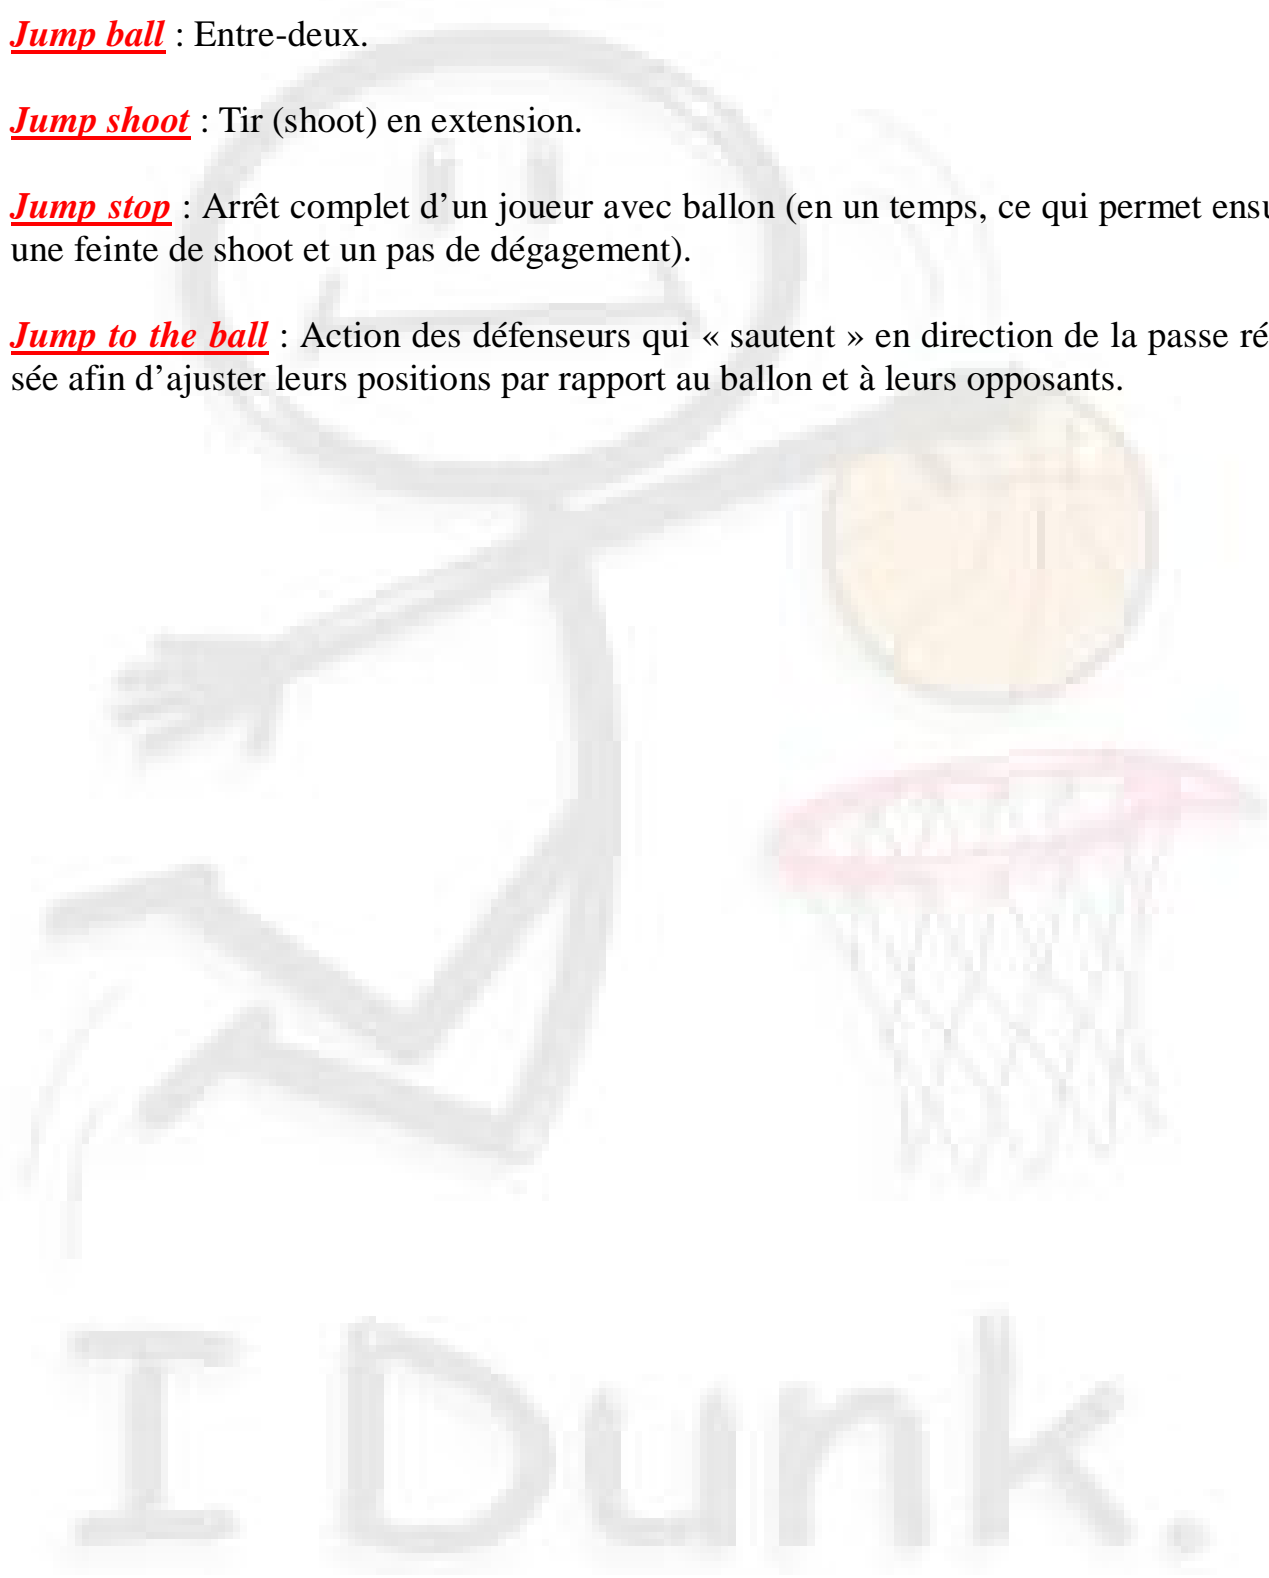 Jump ball : Entre-deux.
Jump shoot : Tir (shoot) en extension.
Jump stop : Arrêt complet d’un joueur avec ballon (en un temps, ce qui permet
une feinte de shoot et un pas de dégagement).
Jump to the ball : Action des défenseurs qui « sautent » en direction de la passe ré
sée afin d’ajuster leurs positions par rapport au ballon et à leurs opposants.
I Dunk.